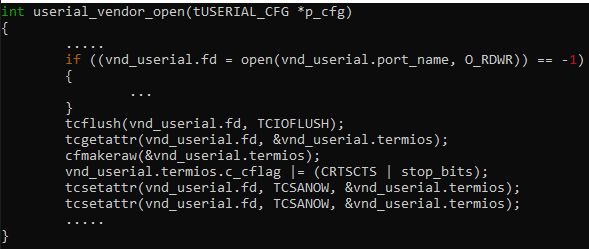 int userial_vendor_open(tUSERIAL_CFG *p_cfg)
{
.....
if ((vnd_userial.fd = open(vnd_userial.port_name, O_RDWR)) == -1)
{
...
}
tcflush(vnd_userial.fd, TCIOFLUSH);
tcgetattr(vnd_userial.fd, &vnd_userial.termios);
cfmakeraw(&vnd_userial.termios);
vnd_userial.termios.c_cflag |= (CRTSCTS | stop_bits);
tcsetattr(vnd_userial.fd, TCSANOW, &vnd_userial.termios);
tcsetattr(vnd_userial.fd, TCSANOW, &vnd_userial.termios);
.....
}